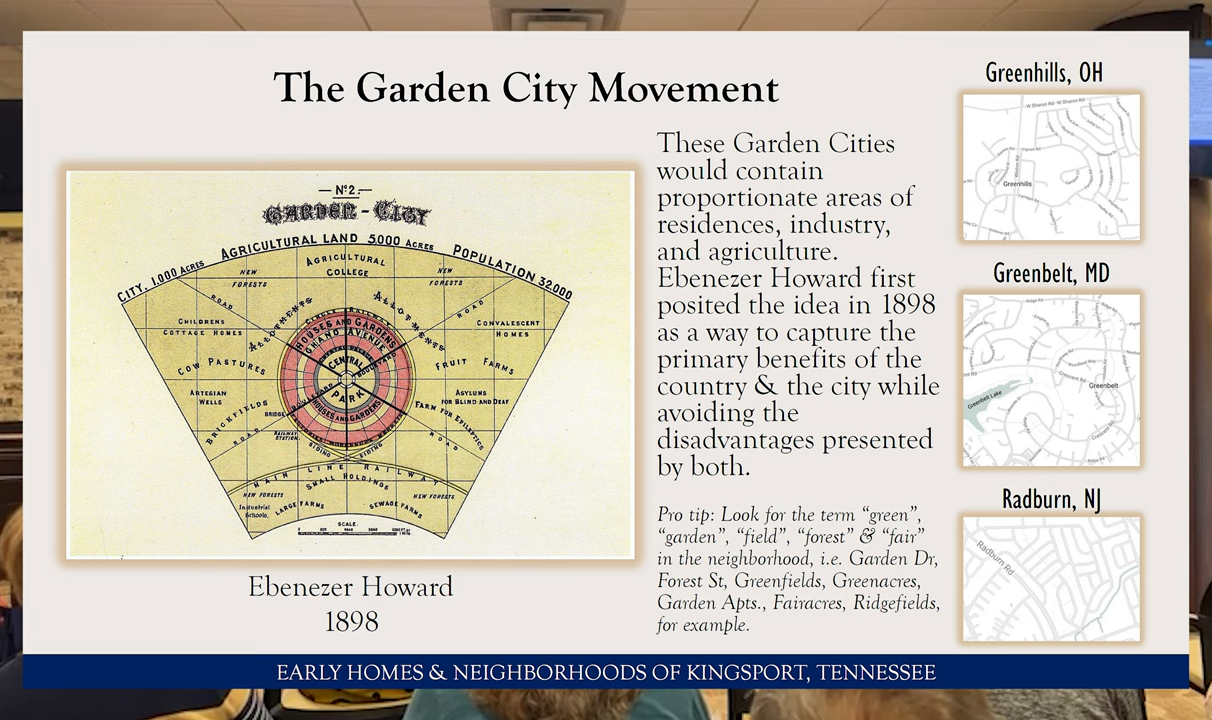 The Garden City Movement
Nº2.
GARDEN-CITY
CITY, 1,000 ACRES
AGRICULTURAL LAND 5,000 ACRES
POPULATION 32,000
AGRICULTURAL
COLLEGE
NEW
FORESTS
NEW
FORESTS
ROAD
ROAD
ALLOTMENTS
ALLOTMENTS
CHILDRENS
COTTAGE HOMES
CONVALESCENT
HOMES
HOUSES AND GARDENS
GRAND AVENUE
CENTRAL
PARK
HOUSES AND GARDENS
COW PASTURES
FRUIT FARMS
ARTESIAN
WELLS
ASYLUMS
FOR BLIND AND DEAF
BRICKFIELDS
BRIDGE
FARM FOR EPILEPTICS
ROAD
ROAD
RAILWAY
STATION
SIDING
SIDING
MAIN LINE RAILWAY
SMALL HOLDINGS
NEW FORESTS
NEW FORESTS
Industrial
Schools,
LARGE FARMS
SEWAGE FARMS
SCALE.
Ebenezer Howard
1898
These Garden Cities
would contain
proportionate areas of
residences, industry,
and agriculture.
Ebenezer Howard first
posited the idea in 1898
as a way to capture the
primary benefits of the
country & the city while
avoiding the
disadvantages presented
by both.
Pro tip: Look for the term “green”,
“garden”, “field”, “forest” & “fair”
in the neighborhood, i.e. Garden Dr,
Forest St, Greenfields, Greenacres,
Garden Apts., Fairacres, Ridgefields,
for example.
Greenhills, OH
W Sharon Rd
W Sharon Rd
Greenhills
Greenbelt, MD
Greenbelt
Greenbelt Lake
Radburn, NJ
Radburn Rd
EARLY HOMES & NEIGHBORHOODS OF KINGSPORT, TENNESSEE